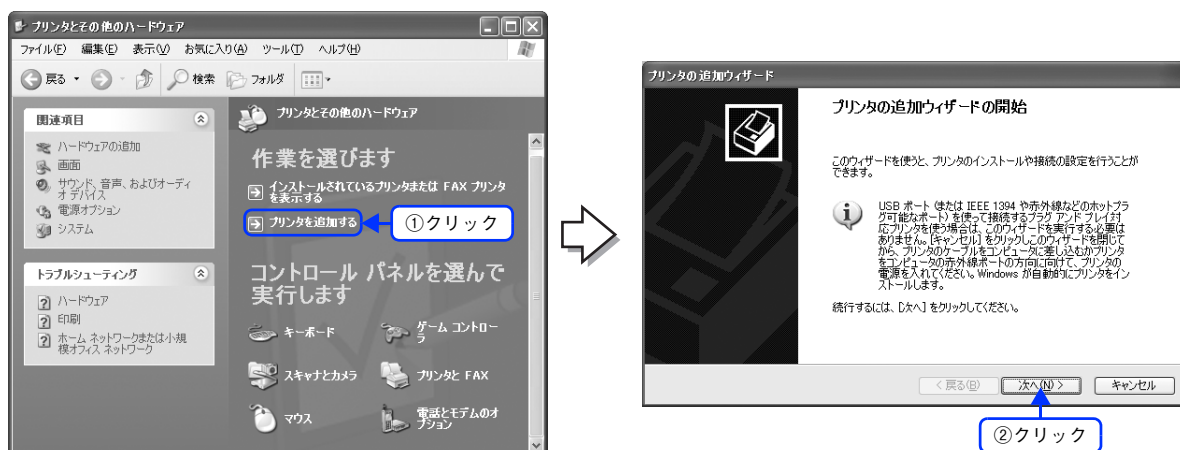 プリンタとその他のハードウェア
ファイル(F) 編集(E) 表示(V) お気に入り(A) ツール(T) ヘルプ(H)
戻る 検索 フォルダ
関連項目
ハードウェアの追加
画面
サウンド、音声、およびオーディ
オ デバイス
電源オプション
システム
トラブルシューティング
ハードウェア
印刷
ホーム ネットワークまたは小規
模オフィス ネットワーク
プリンタとその他のハードウェア
作業を選びます
インストールされているプリンタまたは FAX プリンタ
を表示する
プリンタを追加する
①クリック
コントロール パネルを選んで
実行します
キーボード
ゲーム コントロー
ラ
スキャナとカメラ
プリンタと FAX
マウス
電話とモデムのオ
プション
プリンタの追加ウィザード
プリンタの追加ウィザードの開始
このウィザードを使うと、プリンタのインストールや接続の設定を行うことが
できます。
USB ポート (または IEEE 1394 や赤外線などのホットプラ
グ可能なポート) を使って接続するプラグ アンド プレイ対
応プリンタを使う場合は、このウィザードを実行する必要は
ありません。[キャンセル] をクリックしこのウィザードを閉じて
から、プリンタのケーブルをコンピュータに差し込むかプリンタ
をコンピュータの赤外線ポートの方向に向けて、プリンタの
電源を入れてください。Windows が自動的にプリンタをイン
ストールします。
続行するには、[次へ] をクリックしてください。
< 戻る(B) 次へ(N) > キャンセル
②クリック